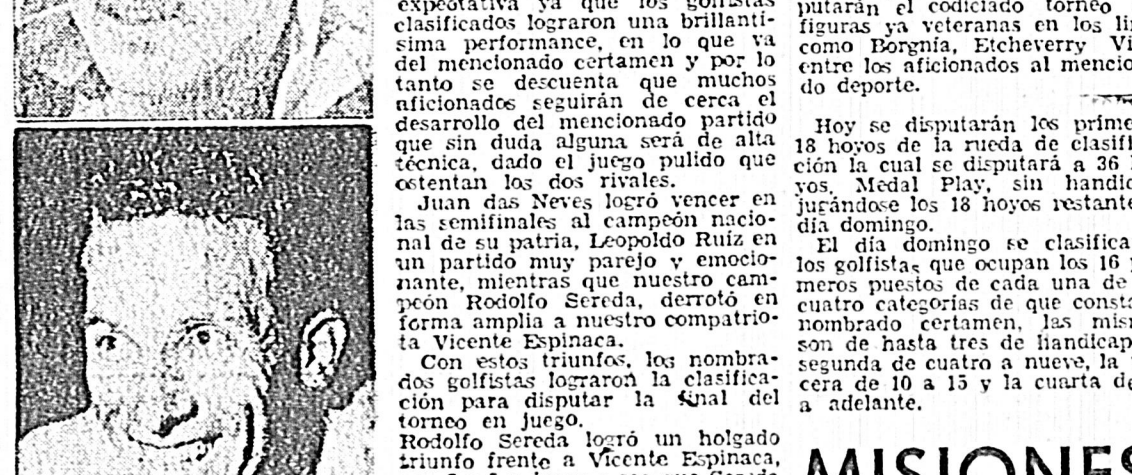 expectativa ya que los golfistas
clasificados lograron una brillantí-
sima performance, en lo que va
del mencionado certamen y por lo
tanto se descuenta que muchos
aficionados seguirán de cerca el
desarrollo del mencionado partido
que sin duda alguna será de alta
técnica, dado el juego pulido que
ostentan los dos rivales.
Juan das Neves logró vencer en
las semifinales al campeón nacio-
nal de su patria, Leopoldo Ruíz en
un partido muy parejo y emocio-
nante, mientras que nuestro cam-
peón Rodolfo Sereda, derrotó en
forma amplia a nuestro compatrio-
ta Vicente Espinaca.
Con estos triunfos, los nombra-
dos golfistas lograron la clasifica-
ción para disputar la final del
torneo en juego.
Rodolfo Sereda logró un holgado
triunfo frente a Vicente Espinaca,
putarán el codiciado torneo
figuras ya veteranas en los
como Borgnia, Etcheverry
entre los aficionados al mencio
do deporte.
Hoy se disputarán los prime
18 hoyos de la rueda de clasifi
ción la cual se disputará a 36
yos, Medal Play, sin handic
jugándose los 18 hoyos restante
día domingo.
El día domingo se clasifica
los golfistas que ocupan los 16
meros puestos de cada una de
cuatro categorías de que const
nombrado certamen, las mis
son de hasta tres de handicap
segunda de cuatro a nueve, la
cera de 10 a 15 y la cuarta de
a adelante.
MISIONES